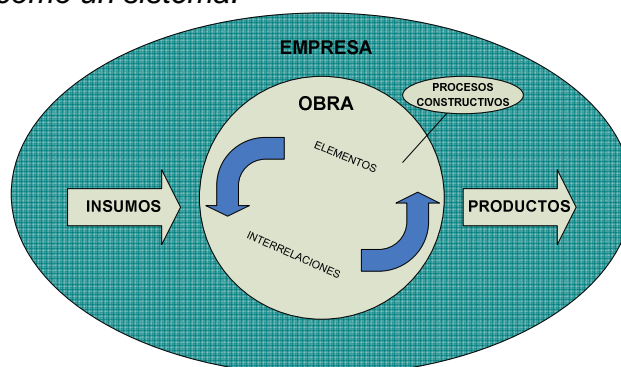 como un sistema.
EMPRESA
PROCESOS
CONSTRUCTIVOS
OBRA
ELEMENTOS
INSUMOS
PRODUCTOS
INTERRELACIONES